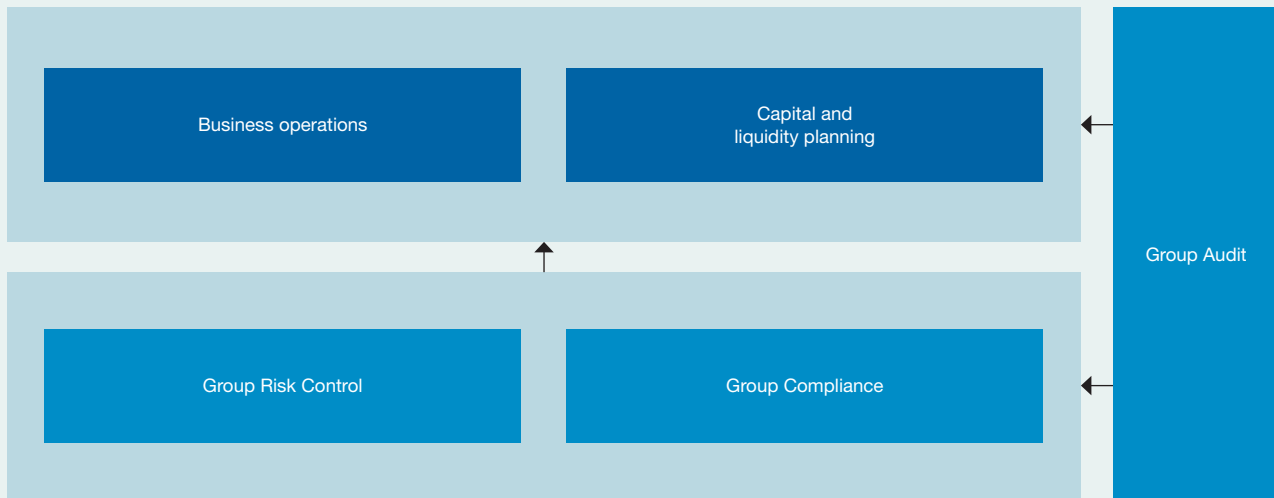 Business operations
Capital and
liquidity planning
Group Audit
Group Risk Control
Group Compliance